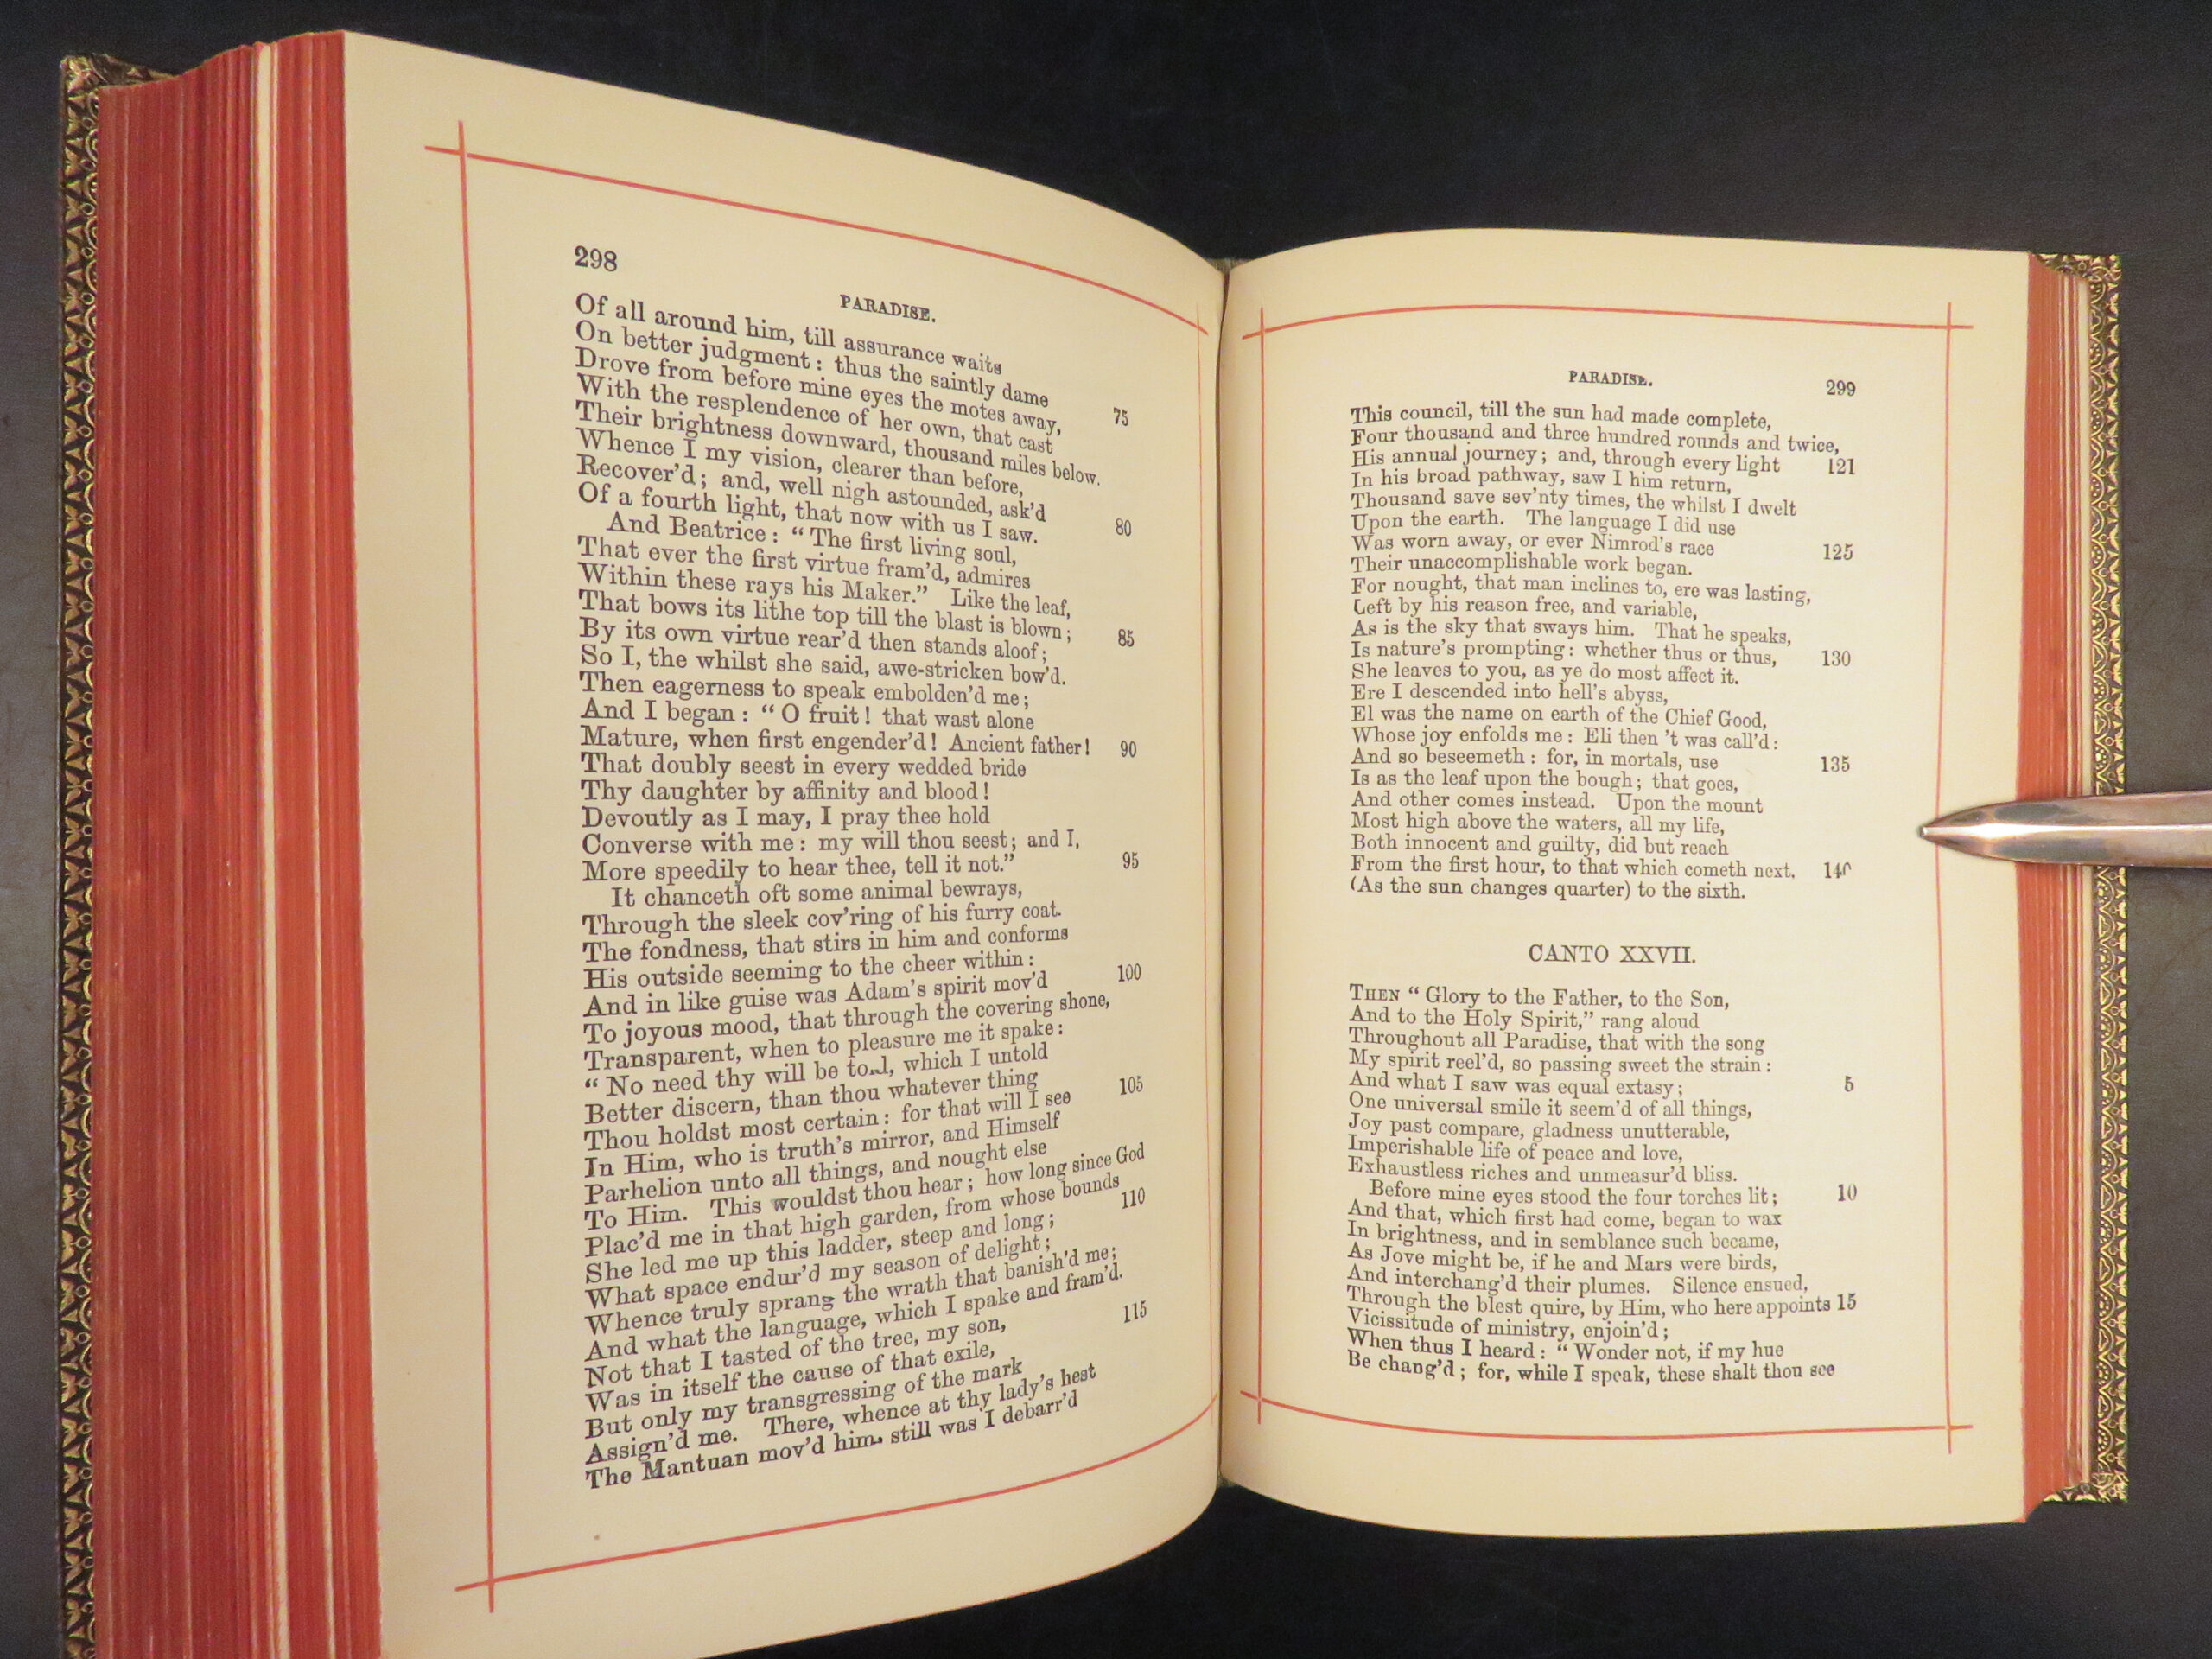 298
PARADISE.
Of all around him, till assurance waits
On better judgment: thus the saintly dame
Drove from before mine eyes the motes away,
With the resplendence of her own, that cast 75
Their brightness downward, thousand miles below.
Whence I my vision, clearer than before,
Recover'd; and, well nigh astounded, ask'd
Of a fourth light, that now with us I saw.
And Beatrice: “The first living soul, 80
That ever the first virtue fram'd, admires
Within these rays his Maker.” Like the leaf,
That bows its lithe top till the blast is blown;
By its own virtue rear'd then stands aloof;
So I, the whilst she said, awe-stricken bow'd. 85
Then eagerness to speak embolden'd me;
And I began: “O fruit! that wast alone
Mature, when first engender'd! Ancient father! 90
That doubly seest in every wedded bride
Thy daughter by affinity and blood!
Devoutly as I may, I pray thee hold
Converse with me: my will thou seest; and I,
More speedily to hear thee, tell it not.” 95
It chanceth oft some animal bewrays,
Through the sleek cov'ring of his furry coat.
The fondness, that stirs in him and conforms
His outside seeming to the cheer within:
And in like guise was Adam's spirit mov'd 100
To joyous mood, that through the covering shone,
Transparent, when to pleasure me it spake:
“No need thy will be , which I untold
Better discern, than thou whatever thing
Thou holdst most certain: for that will I see 105
In Him, who is truth's mirror, and Himself
Parhelion unto all things, and nought else
To Him. This wouldst thou hear; how long since God
Plac'd me in that high garden, from whose bounds
She led me up this ladder, steep and long; 110
What space endur'd my season of delight;
Whence truly sprang the wrath that banish'd me;
And what the language, which I spake and fram'd.
Not that I tasted of the tree, my son,
Was in itself the cause of that exile, 115
But only my transgressing of the mark
Assign'd me. There, whence at thy lady's hest
The Mantuan mov'd him, still was I debarr'd
PARADISE. 299
This council, till the sun had made complete,
Four thousand and three hundred rounds and twice,
His annual journey; and, through every light 121
In his broad pathway, saw I him return,
Thousand save sev'nty times, the whilst I dwelt
Upon the earth. The language I did use
Was worn away, or ever Nimrod's race 125
Their unaccomplishable work began.
For nought, that man inclines to, ere was lasting,
Left by his reason free, and variable,
As is the sky that sways him. That he speaks,
Is nature's prompting: whether thus or thus, 130
She leaves to you, as ye do most affect it.
Ere I descended into hell's abyss,
El was the name on earth of the Chief Good,
Whose joy enfolds me: Eli then 't was call'd:
And so beseemeth: for, in mortals, use 135
Is as the leaf upon the bough; that goes,
And other comes instead. Upon the mount
Most high above the waters, all my life,
Both innocent and guilty, did but reach
From the first hour, to that which cometh next, 140
(As the sun changes quarter) to the sixth.
CANTO XXVII.
THEN “Glory to the Father, to the Son,
And to the Holy Spirit,” rang aloud
Throughout all Paradise, that with the song
My spirit reel'd, so passing sweet the strain:
And what I saw was equal extasy; 5
One universal smile it seem'd of all things,
Joy past compare, gladness unutterable,
Imperishable life of peace and love,
Exhaustless riches and unmeasur'd bliss.
Before mine eyes stood the four torches lit; 10
And that, which first had come, began to wax
In brightness, and in semblance such became,
As Jove might be, if he and Mars were birds,
And interchang'd their plumes. Silence ensued,
Through the blest quire, by Him, who here appoints 15
Vicissitude of ministry, enjoin'd;
When thus I heard: “Wonder not, if my hue
Be chang'd; for, while I speak, these shalt thou see